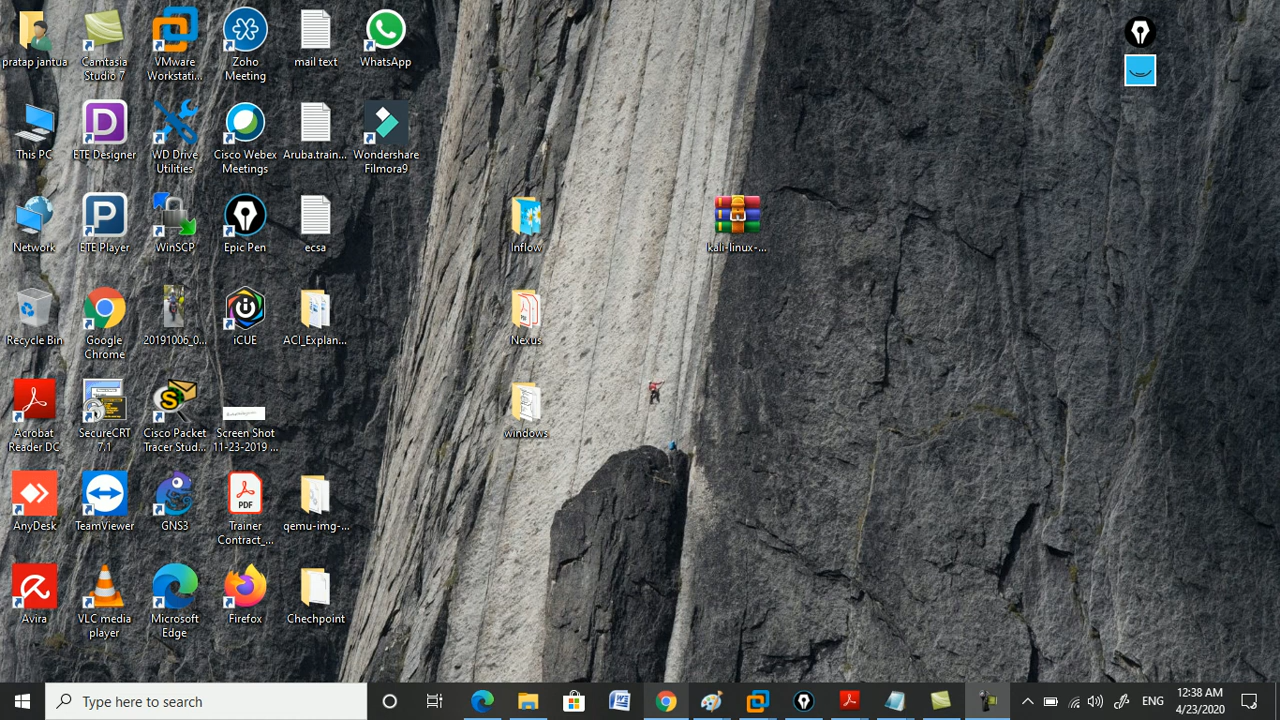 pratap jantua
Camtasia
Studio 7
VMware
Workstati...
Zoho
Meeting
mail text
WhatsApp
This PC
ETE Designer
WD Drive
Utilities
Cisco Webex
Meetings
Aruba.train...
Wondershare
Filmora9
Network
ETE Player
WinSCP
Epic Pen
ecsa
Inflow
kali-linux-...
Recycle Bin
Google
Chrome
20191006_0...
iCUE
ACI_Explan...
Nexus
Acrobat
Reader DC
SecureCRT
7.1
Cisco Packet
Tracer Stud...
Screen Shot
11-23-2019 ...
windows
AnyDesk
TeamViewer
GNS3
PDF
Trainer
Contract_...
qemu-img-...
Avira
VLC media
player
Microsoft
Edge
Firefox
Chechpoint
Type here to search
ENG
12:38 AM
4/23/2020